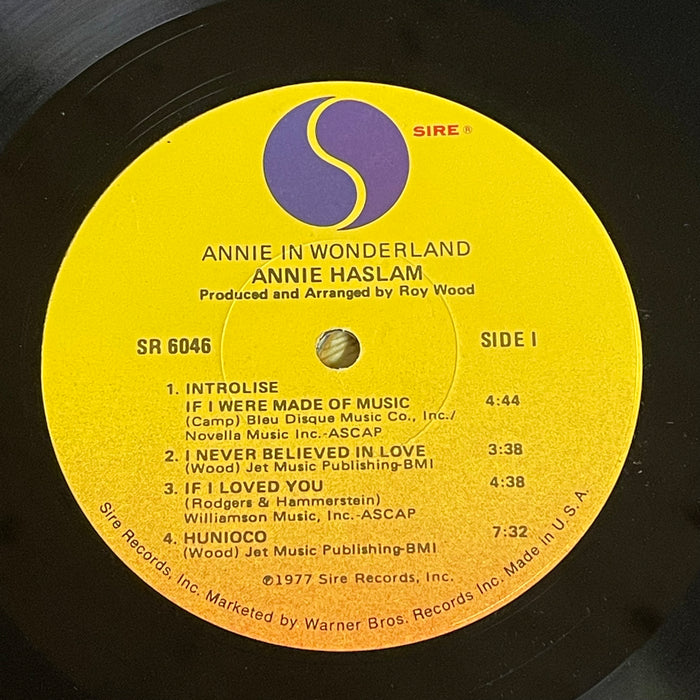 SIRE ®
ANNIE IN WONDERLAND
ANNIE HASLAM
Produced and Arranged by Roy Wood
SR 6046
SIDE I
1. INTROLISE
IF I WERE MADE OF MUSIC 4:44
(Camp) Bleu Disque Music Co., Inc./
Novella Music Inc.-ASCAP
2. I NEVER BELIEVED IN LOVE 3:38
(Wood) Jet Music Publishing-BMI
3. IF I LOVED YOU 4:38
(Rodgers & Hammerstein)
Williamson Music, Inc.-ASCAP
4. HUNIOCO 7:32
(Wood) Jet Music Publishing-BMI
℗1977 Sire Records, Inc.
Sire Records, Inc. Marketed by Warner Bros. Records Inc. Made in U.S.A.